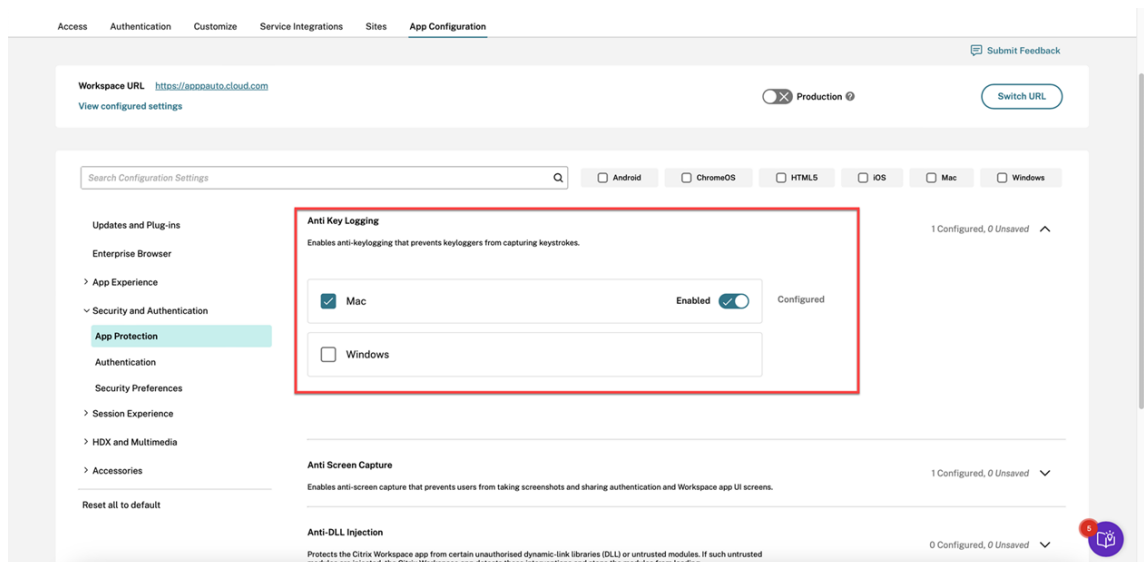 Access Authentication Customize Service Integrations Sites App Configuration
Submit Feedback
Workspace URL https://apppauto.cloud.com
View configured settings
Production
Switch URL
Search Configuration Settings
Android ChromeOS HTML5 iOS Mac Windows
Updates and Plug-ins
Enterprise Browser
App Experience
Security and Authentication
App Protection
Authentication
Security Preferences
Session Experience
HDX and Multimedia
Accessories
Reset all to default
Anti Key Logging
1 Configured, 0 Unsaved
Enables anti-keylogging that prevents keyloggers from capturing keystrokes.
Mac Enabled Configured
Windows
Anti Screen Capture
1 Configured, 0 Unsaved
Enables anti-screen capture that prevents users from taking screenshots and sharing authentication and Workspace app UI screens.
Anti-DLL Injection
0 Configured, 0 Unsaved
Protects the Citrix Workspace app from certain unauthorised dynamic-link libraries (DLL) or untrusted modules. If such untrusted
5